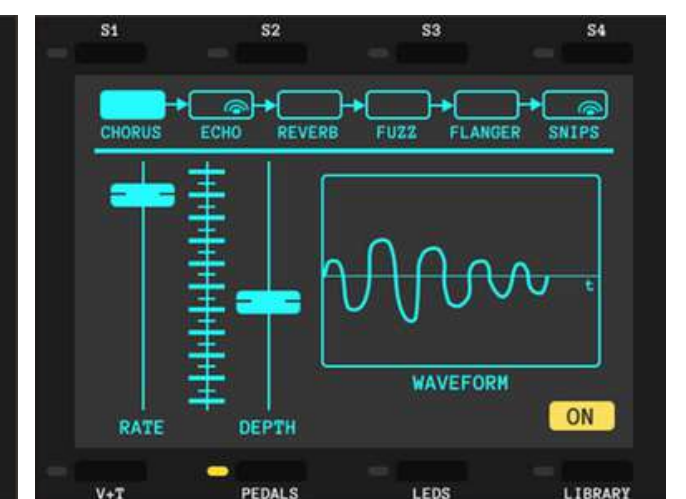 S1 S2 S3 S4
CHORUS ECHO REVERB FUZZ FLANGER SNIPS
t
WAVEFORM
RATE DEPTH
ON
V+T PEDALS LEDS LIBRARY